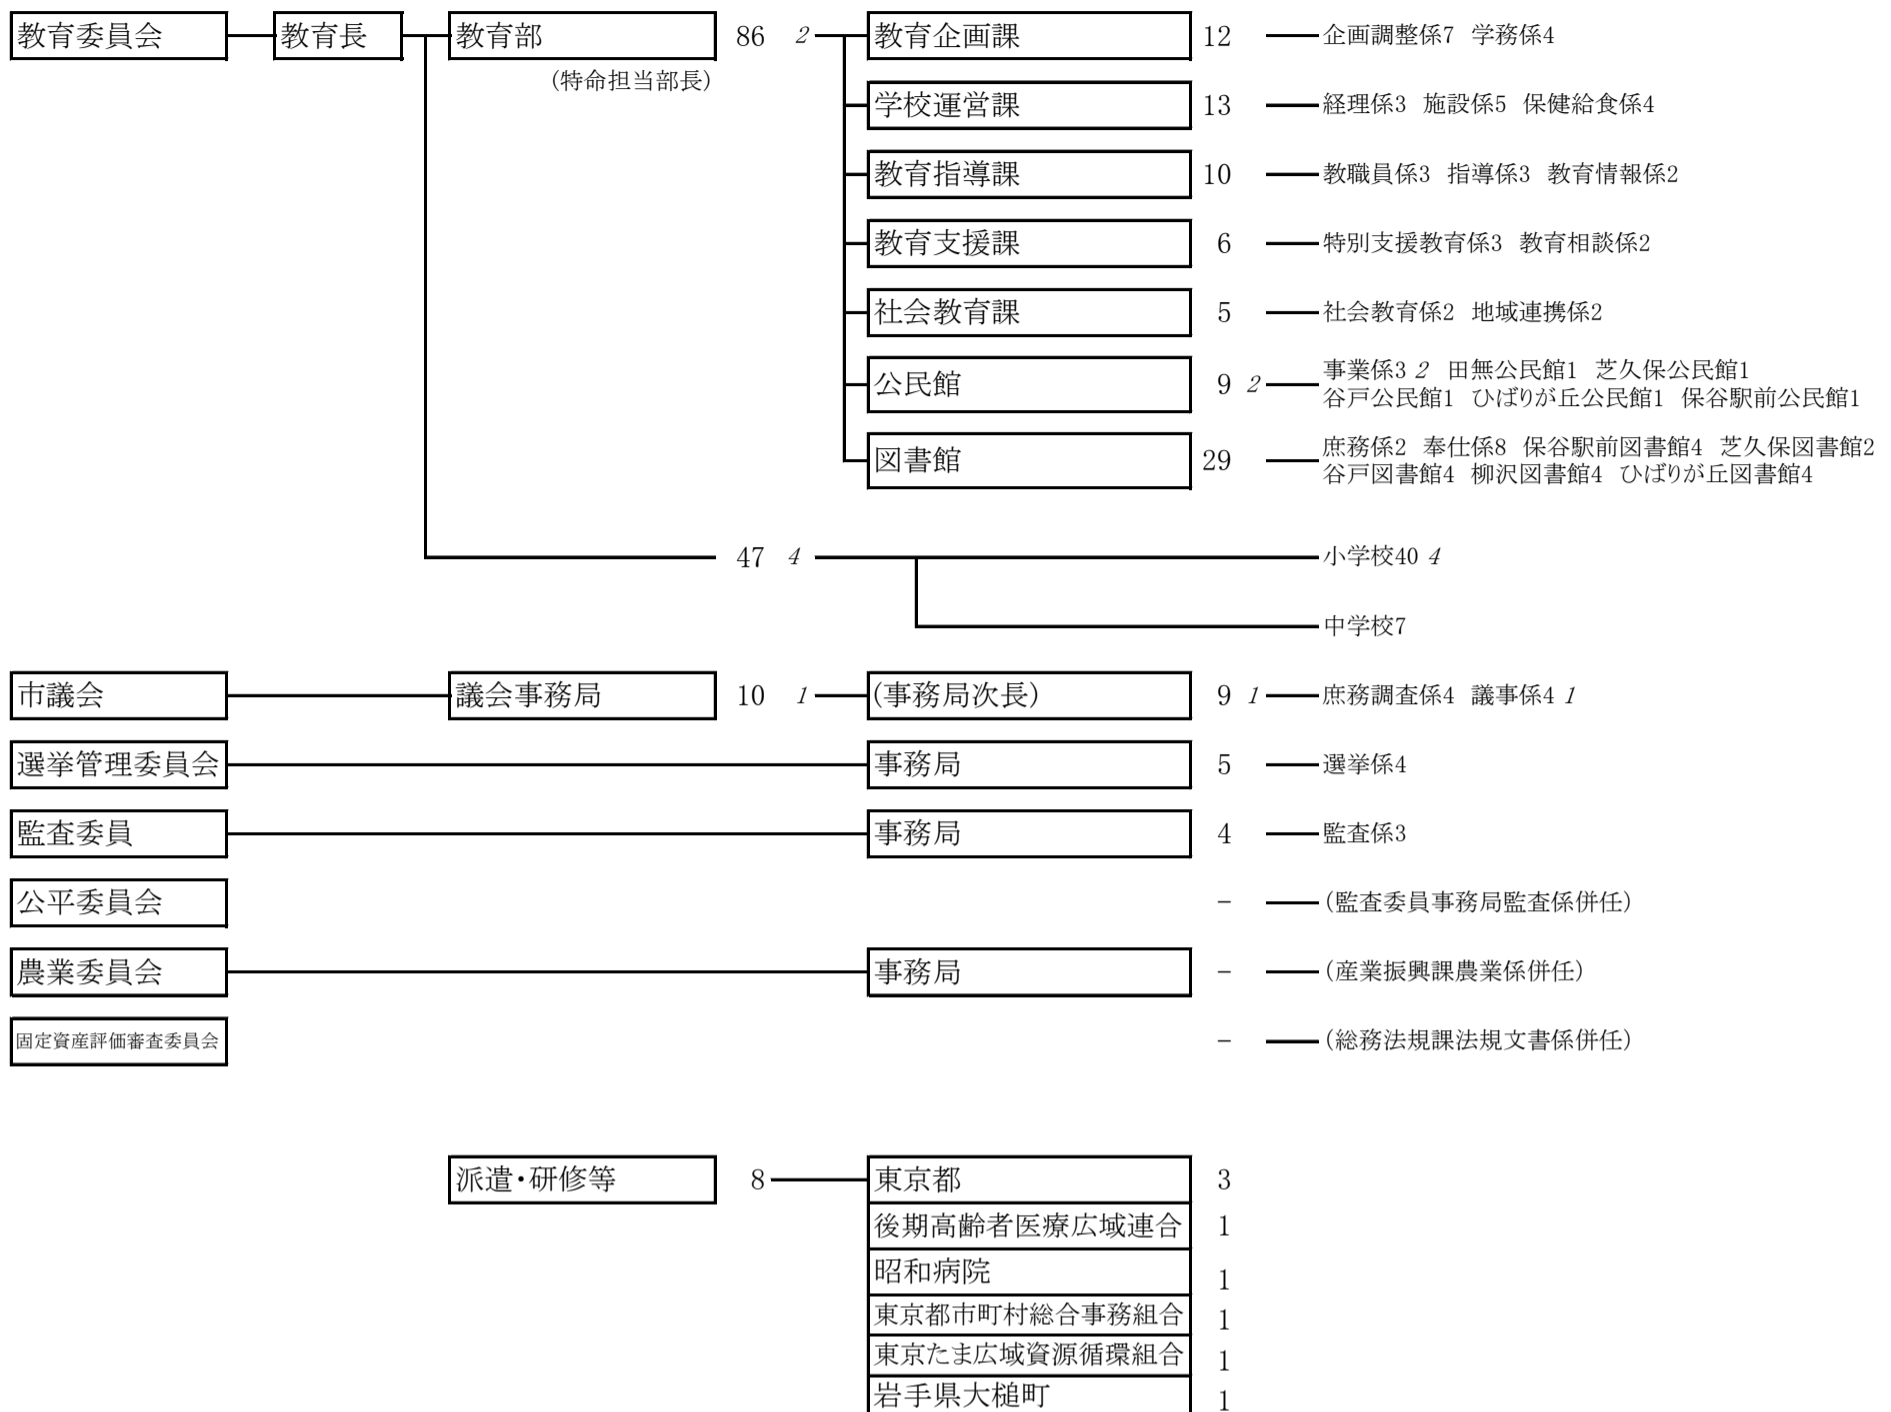 教育委員会 教育長 教育部 86 2 教育企画課 12 企画調整係7 学務係4
(特命担当部長)
学校運営課 13 経理係3 施設係5 保健給食係4
教育指導課 10 教職員係3 指導係3 教育情報係2
教育支援課 6 特別支援教育係3 教育相談係2
社会教育課 5 社会教育係2 地域連携係2
公民館 9 2 事業係3 2 田無公民館1 芝久保公民館1
谷戸公民館1 ひばりが丘公民館1 保谷駅前公民館1
図書館 29 庶務係2 奉仕係8 保谷駅前図書館4 芝久保図書館2
谷戸図書館4 柳沢図書館4 ひばりが丘図書館4
47 4 小学校40 4
中学校7
市議会 議会事務局 10 1 (事務局次長) 9 1 庶務調査係4 議事係4 1
選挙管理委員会 事務局 5 選挙係4
監査委員 事務局 4 監査係3
公平委員会 － (監査委員事務局監査係併任)
農業委員会 事務局 － (産業振興課農業係併任)
固定資産評価審査委員会 － (総務法規課法規文書係併任)
派遣・研修等 8 東京都 3
後期高齢者医療広域連合 1
昭和病院 1
東京都市町村総合事務組合 1
東京たま広域資源循環組合 1
岩手県大槌町 1